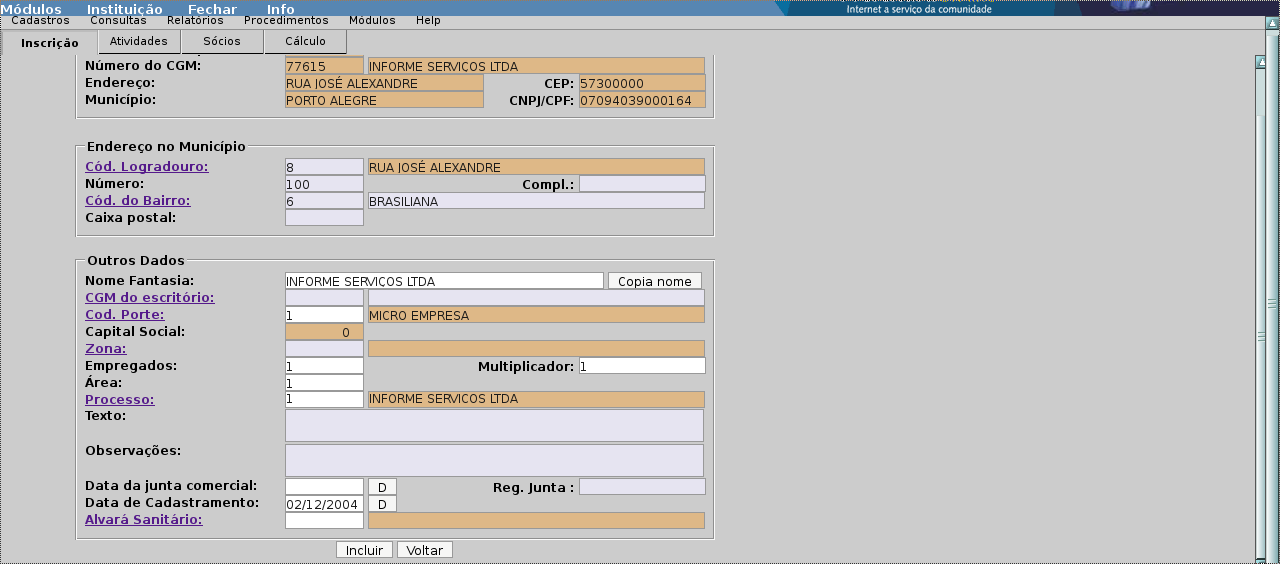 Módulos Instituição Fechar Info
Internet a serviço da comunidade
Cadastros Consultas Relatórios Procedimentos Módulos Help
Inscrição Atividades Sócios Cálculo
Número do CGM: 77615 INFORME SERVICOS LTDA
Endereço: RUA JOSÉ ALEXANDRE CEP: 57300000
Município: PORTO ALEGRE CNPJ/CPF: 07094039000164
Endereço no Município
Cód. Logradouro: 8 RUA JOSÉ ALEXANDRE
Número: 100 Compl.:
Cód. do Bairro: 6 BRASILIANA
Caixa postal:
Outros Dados
Nome Fantasia: INFORME SERVICOS LTDA Copia nome
CGM do escritório:
Cod. Porte: 1 MICRO EMPRESA
Capital Social: 0
Zona:
Empregados: 1 Multiplicador: 1
Área: 1
Processo: 1 INFORME SERVICOS LTDA
Texto:
Observações:
Data da junta comercial: D Reg. Junta :
Data de Cadastramento: 02/12/2004 D
Alvará Sanitário:
Incluir Voltar